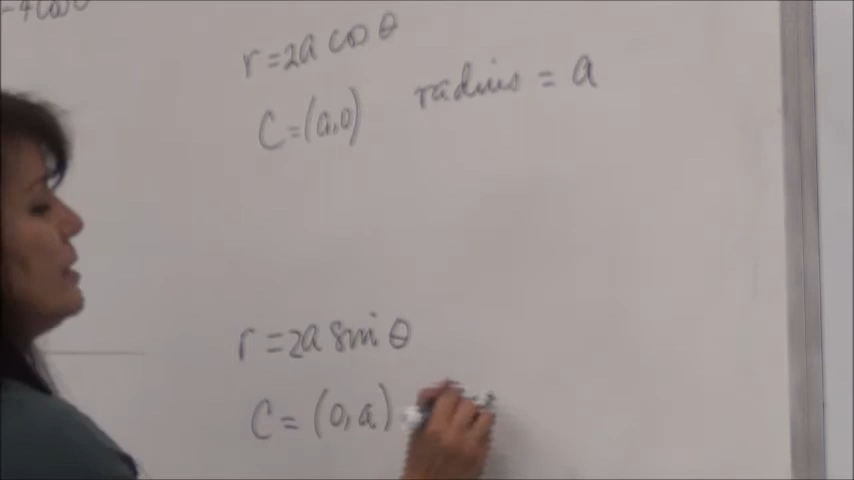 r = 2a cos θ
C = (a,0) radius = a
r = 2a sin θ
C = (0, a)